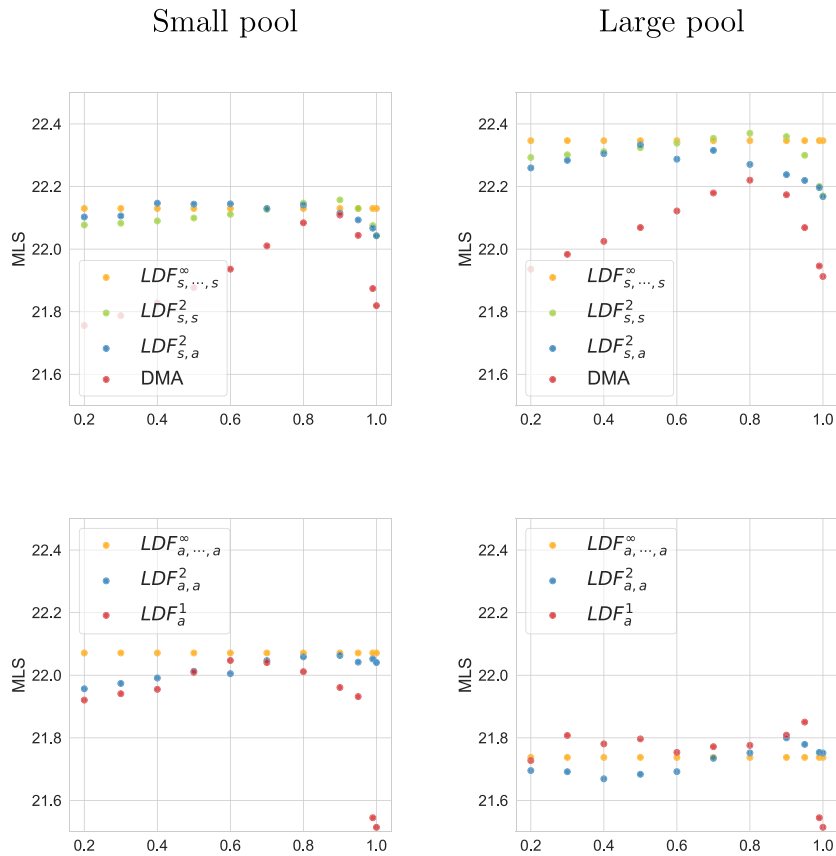 Small pool
Large pool
MLS
22.4
22.2
22.0
21.8
21.6
0.2 0.4 0.6 0.8 1.0
LDF^∞_{s,⋯,s}
LDF^2_{s,s}
LDF^2_{s,a}
DMA
MLS
22.4
22.2
22.0
21.8
21.6
0.2 0.4 0.6 0.8 1.0
LDF^∞_{s,⋯,s}
LDF^2_{s,s}
LDF^2_{s,a}
DMA
MLS
22.4
22.2
22.0
21.8
21.6
0.2 0.4 0.6 0.8 1.0
LDF^∞_{a,⋯,a}
LDF^2_{a,a}
LDF^1_a
MLS
22.4
22.2
22.0
21.8
21.6
0.2 0.4 0.6 0.8 1.0
LDF^∞_{a,⋯,a}
LDF^2_{a,a}
LDF^1_a